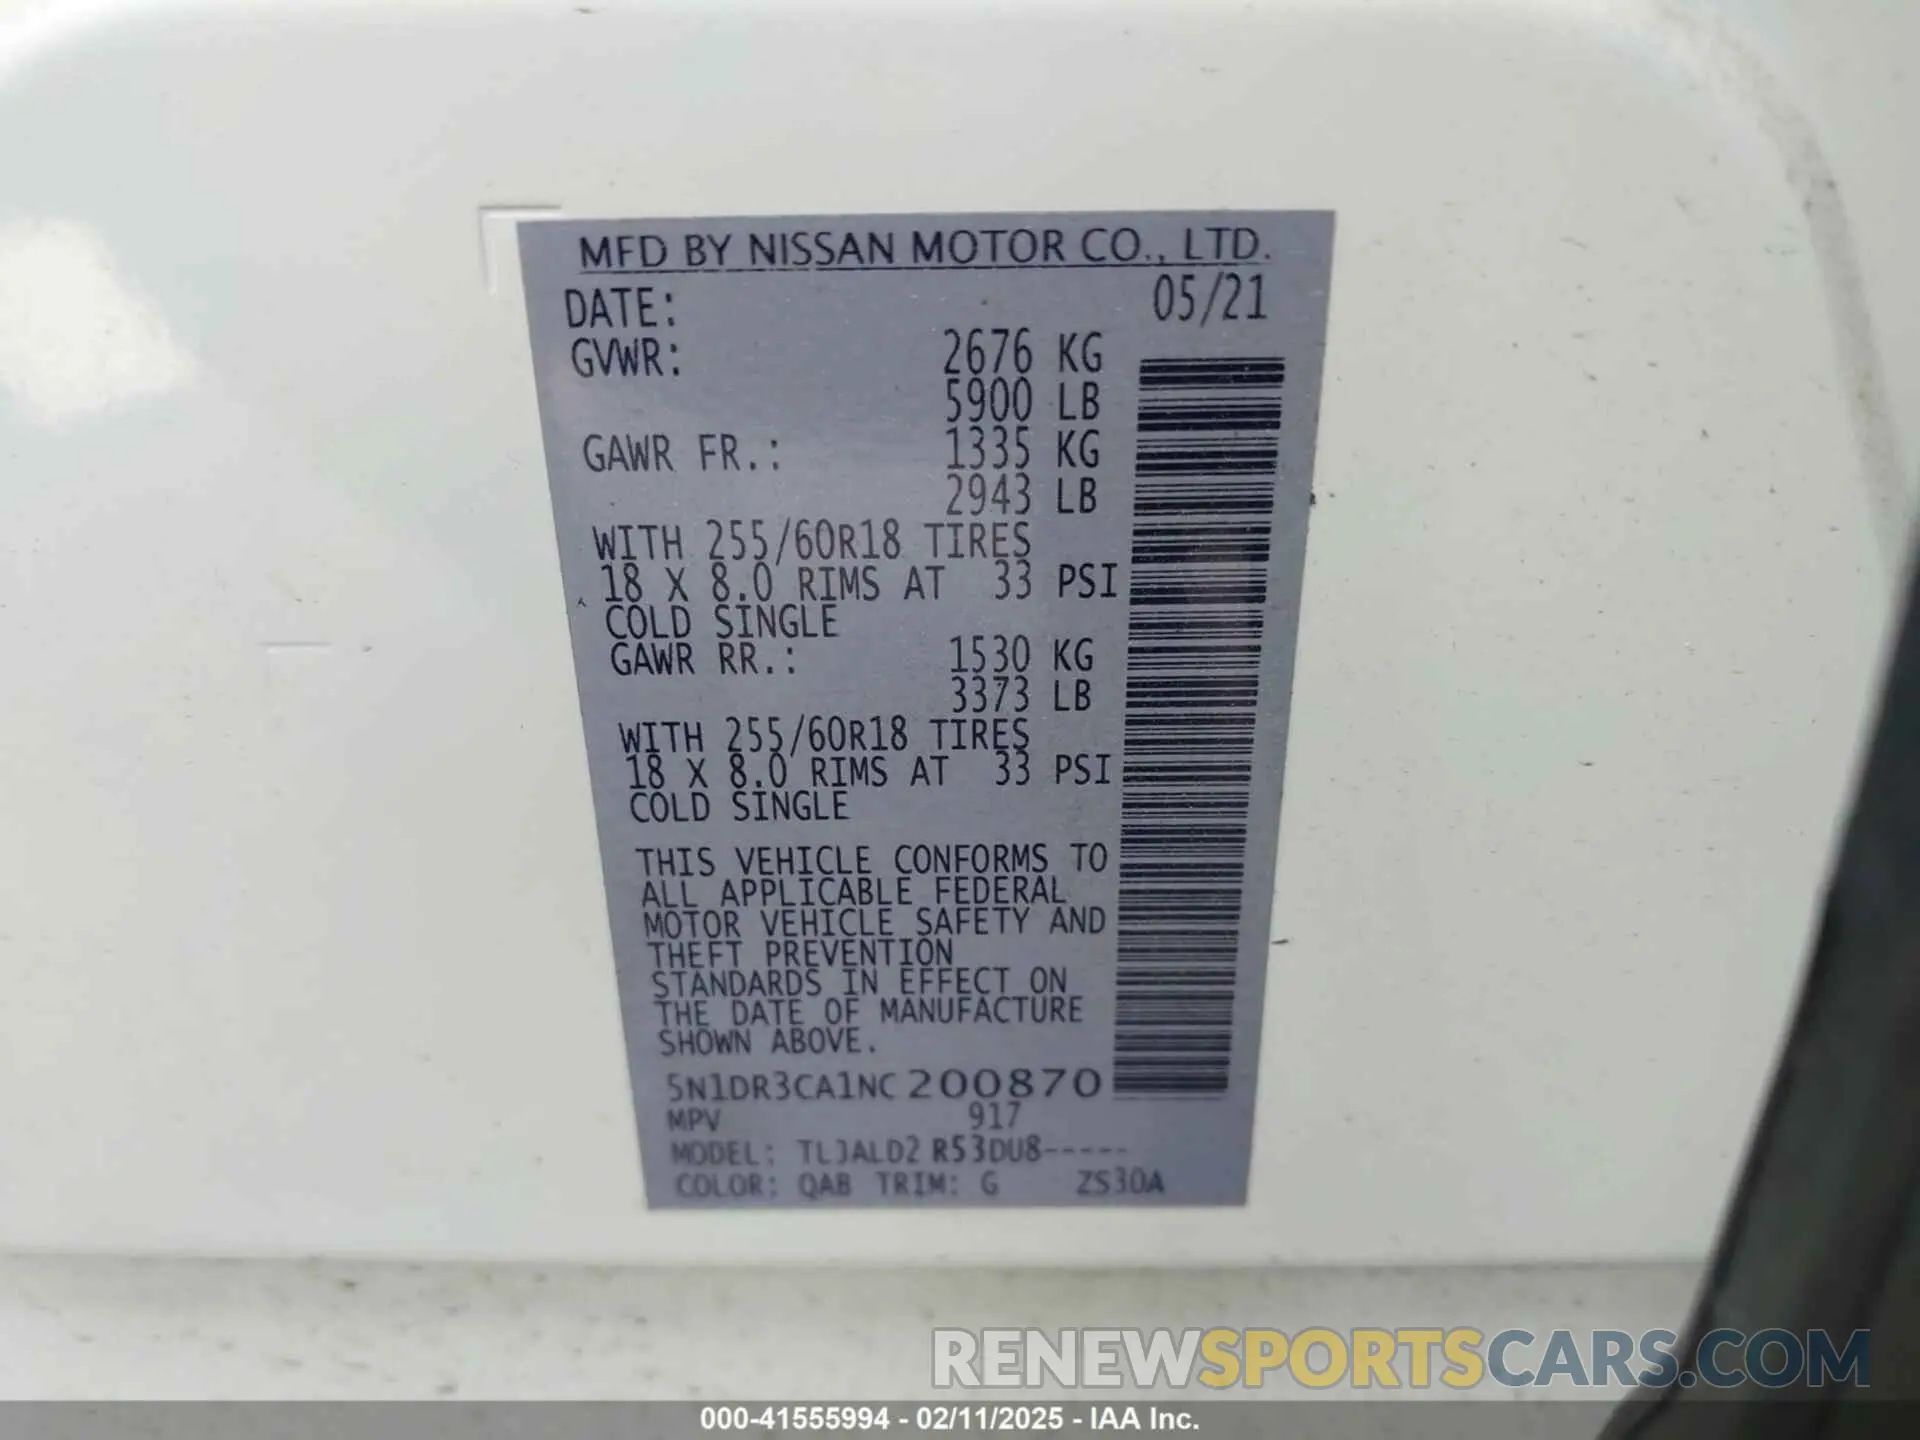 MFD BY NISSAN MOTOR CO., LTD.
DATE: 05/21
GVWR: 2676 KG
5900 LB
GAWR FR.: 1335 KG
2943 LB
WITH 255/60R18 TIRES
18 X 8.0 RIMS AT 33 PSI
COLD SINGLE
GAWR RR.: 1530 KG
3373 LB
WITH 255/60R18 TIRES
18 X 8.0 RIMS AT 33 PSI
COLD SINGLE
THIS VEHICLE CONFORMS TO
ALL APPLICABLE FEDERAL
MOTOR VEHICLE SAFETY AND
THEFT PREVENTION
STANDARDS IN EFFECT ON
THE DATE OF MANUFACTURE
SHOWN ABOVE.
5N1DR3CA1NC200870
MPV 917
MODEL: TLJALD2 R53DU8-----
COLOR: QAB TRIM: G ZS30A
RENEWSPORTSCARS.COM
000-41555994 - 02/11/2025 - IAA Inc.